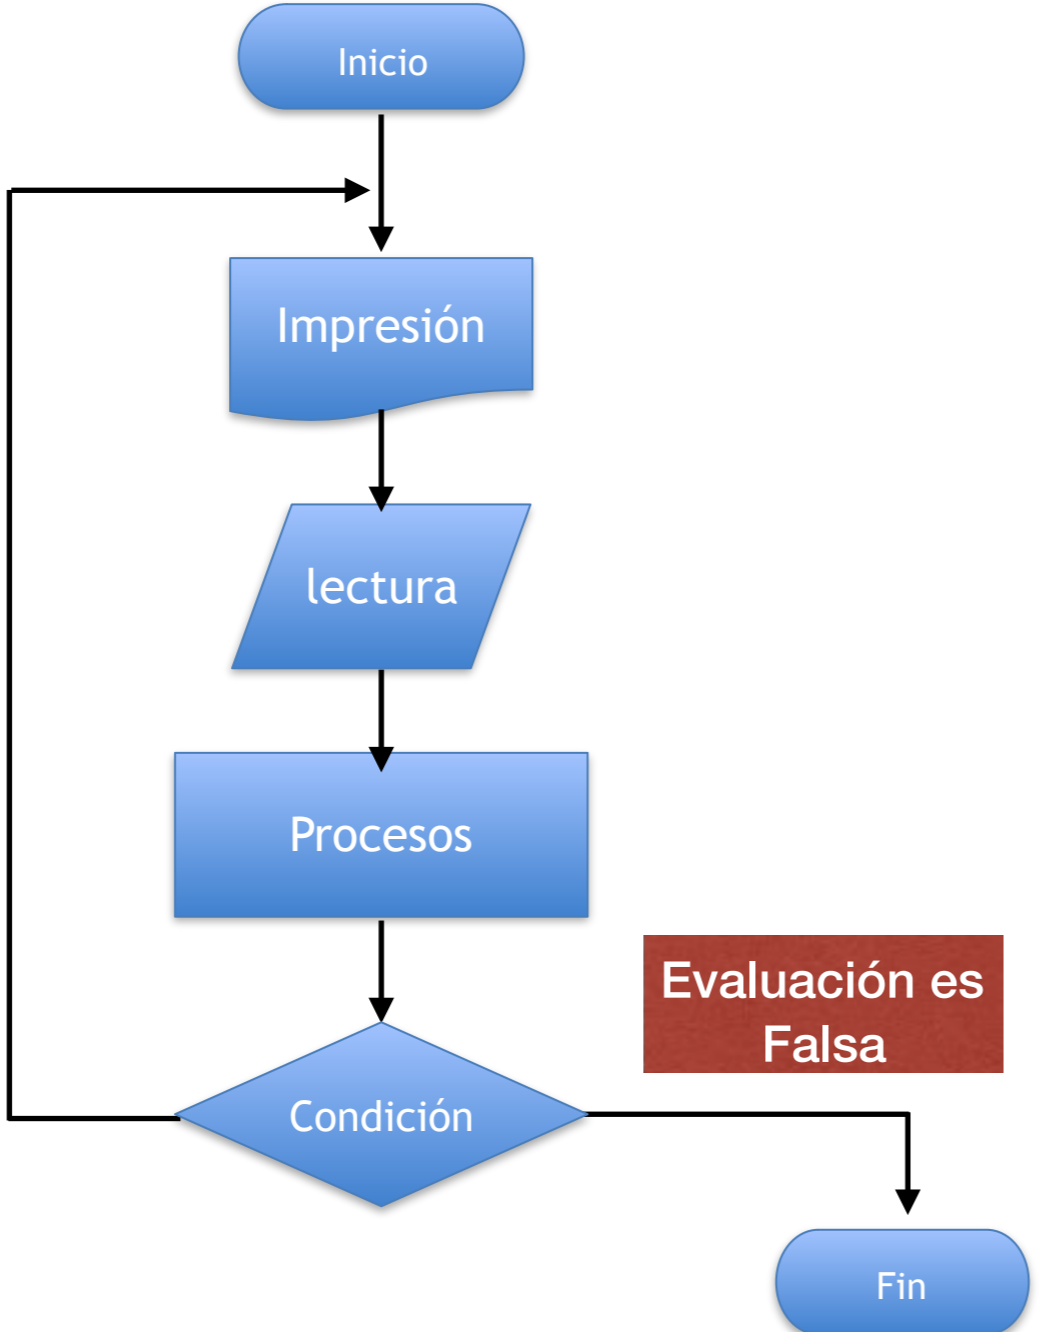 Inicio
Impresión
lectura
Procesos
Evaluación es
Falsa
Condición
Fin